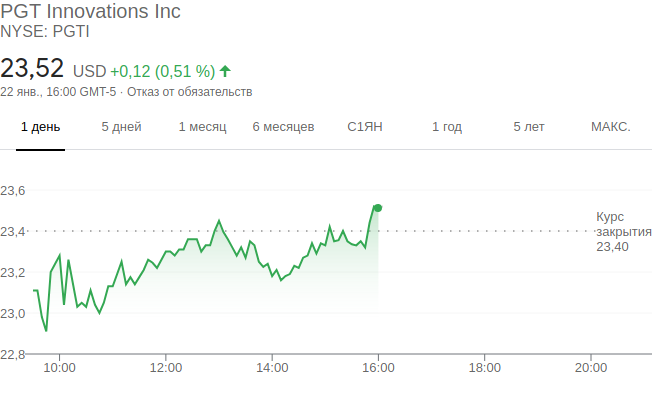 PGT Innovations Inc
NYSE: PGTI
23,52 USD +0,12 (0,51 %)
22 янв., 16:00 GMT-5 · Отказ от обязательств
1 день 5 дней 1 месяц 6 месяцев С1ЯН 1 год 5 лет МАКС.
23,6
Курс
23,4 закрытия
23,40
23,2
23,0
22,8
10:00 12:00 14:00 16:00 18:00 20:00